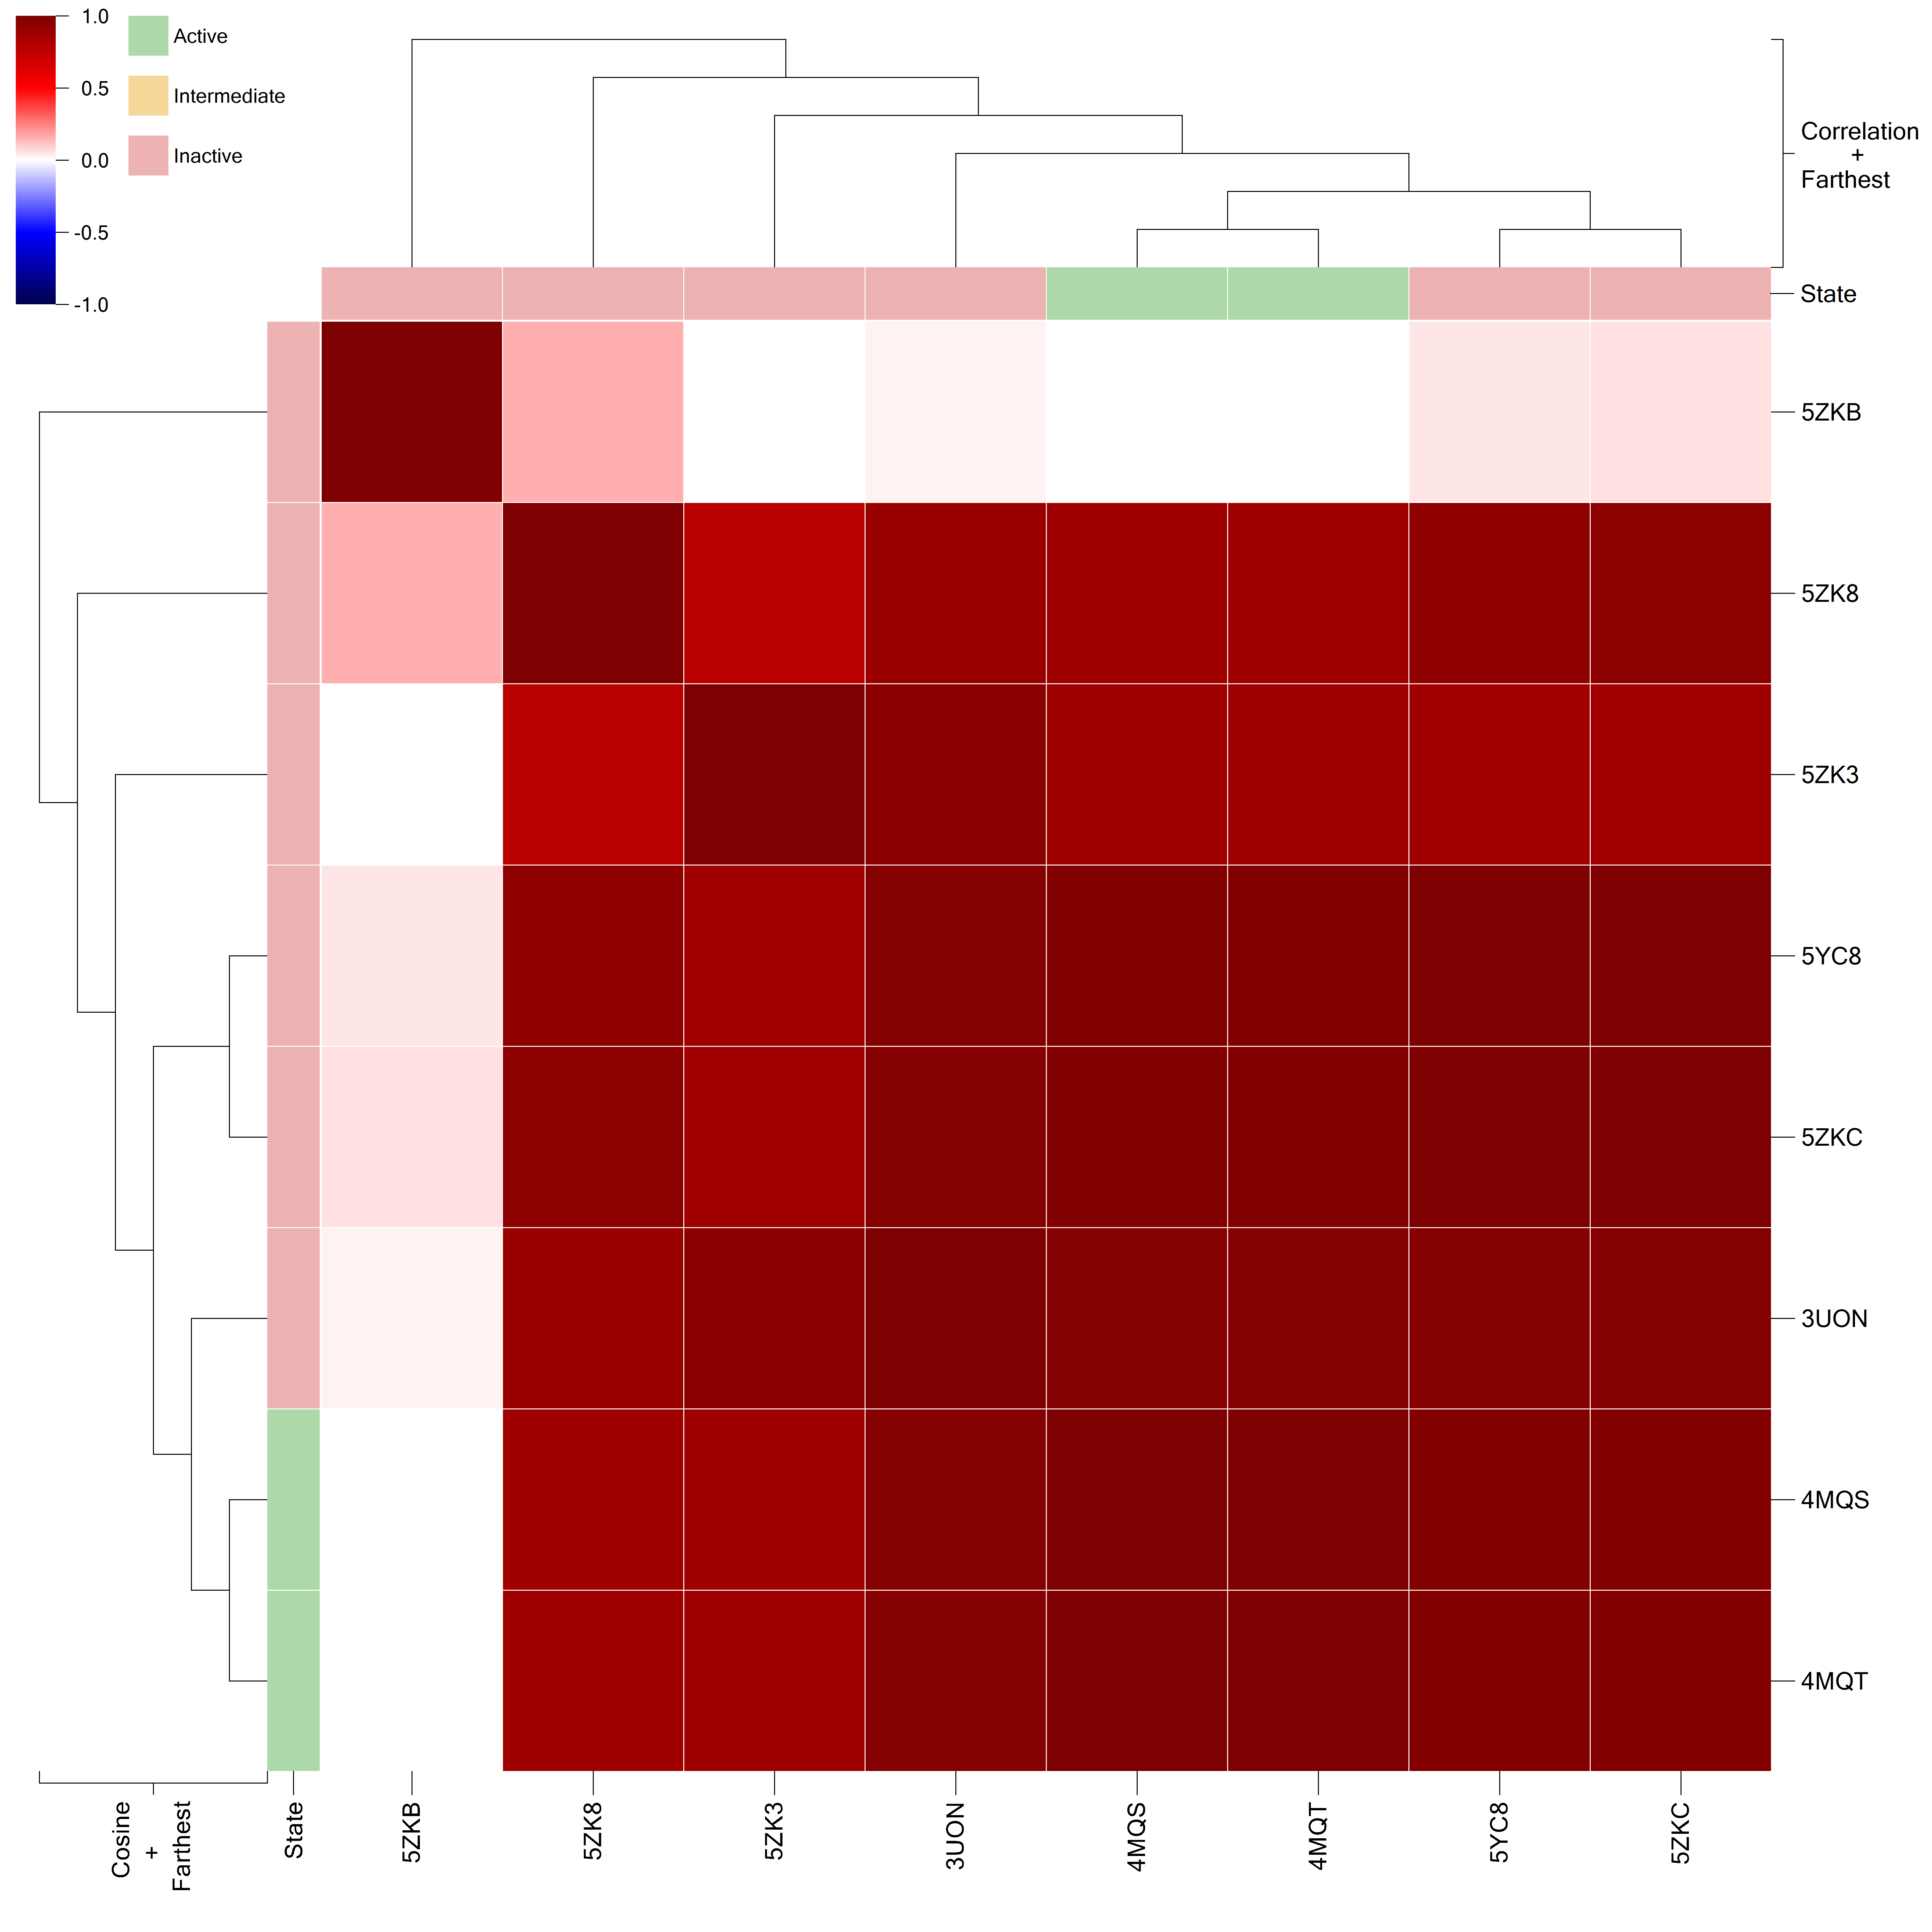 1.0
0.5
0.0
-0.5
-1.0
Active
Intermediate
Inactive
Correlation
+
Farthest
State
5ZKB
5ZK8
5ZK3
5YC8
5ZKC
3UON
4MQS
4MQT
Cosine
+
Farthest
State
5ZKB
5ZK8
5ZK3
3UON
4MQS
4MQT
5YC8
5ZKC